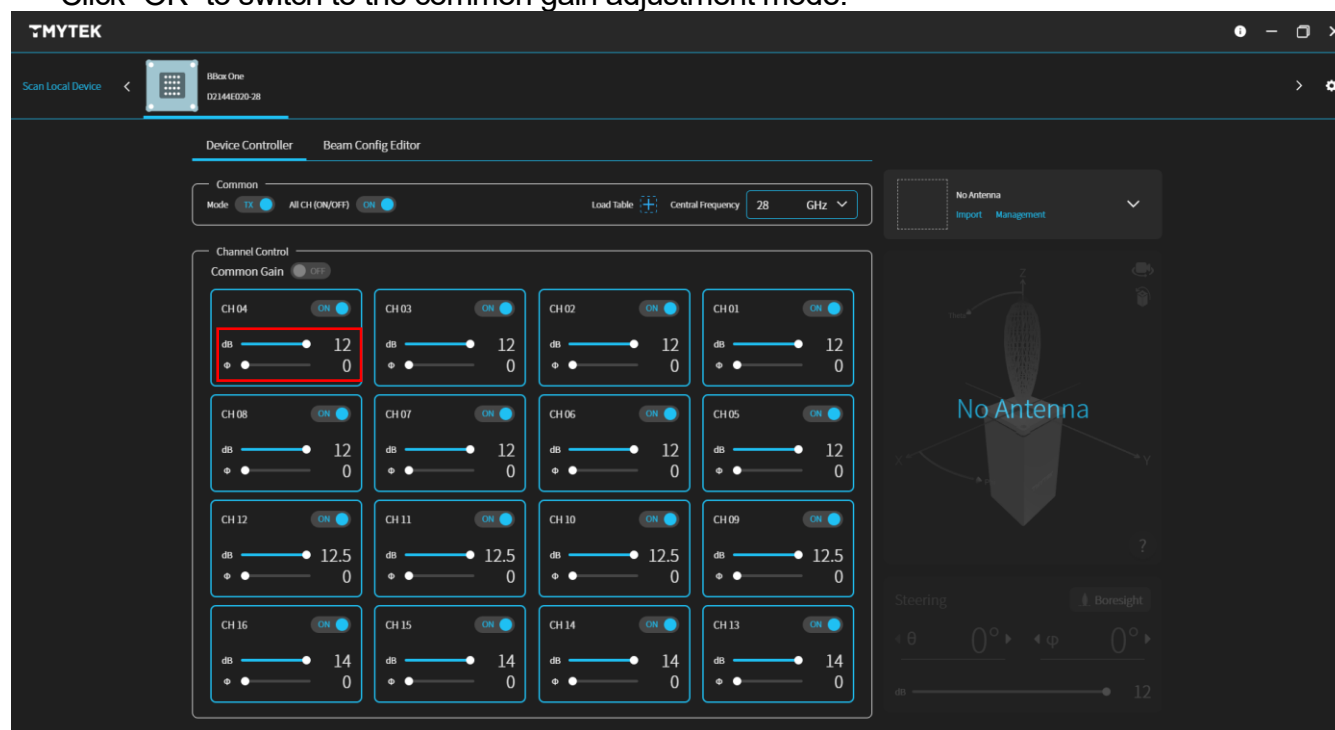 Click "OK" to switch to the common gain adjustment mode.
TMYTEK
Scan Local Device
BBox One
D2144E020-28
Device Controller Beam Config Editor
Common
Mode TX All CH (ON/OFF) ON Load Table Central Frequency 28 GHz
No Antenna
Import Management
Channel Control
Common Gain OFF
CH 04 ON CH 03 ON CH 02 ON CH 01 ON
dB 12 dB 12 dB 12 dB 12
Φ 0 Φ 0 Φ 0 Φ 0
CH 08 ON CH 07 ON CH 06 ON CH 05 ON
dB 12 dB 12 dB 12 dB 12
Φ 0 Φ 0 Φ 0 Φ 0
CH 12 ON CH 11 ON CH 10 ON CH 09 ON
dB 12.5 dB 12.5 dB 12.5 dB 12.5
Φ 0 Φ 0 Φ 0 Φ 0
CH 16 ON CH 15 ON CH 14 ON CH 13 ON
dB 14 dB 14 dB 14 dB 14
Φ 0 Φ 0 Φ 0 Φ 0
Z
No Antenna
X Y
?
Steering Boresight
θ 0° φ 0°
dB 12